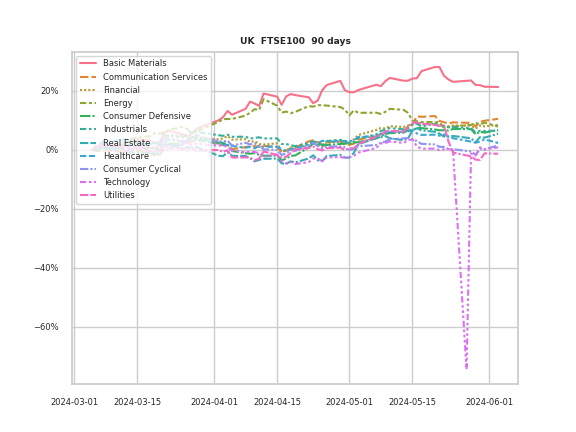 UK FTSE100 90 days
Basic Materials
Communication Services
Financial
Energy
Consumer Defensive
Industrials
Real Estate
Healthcare
Consumer Cyclical
Technology
Utilities
20%
0%
−20%
−40%
−60%
2024-03-01 2024-03-15 2024-04-01 2024-04-15 2024-05-01 2024-05-15 2024-06-01